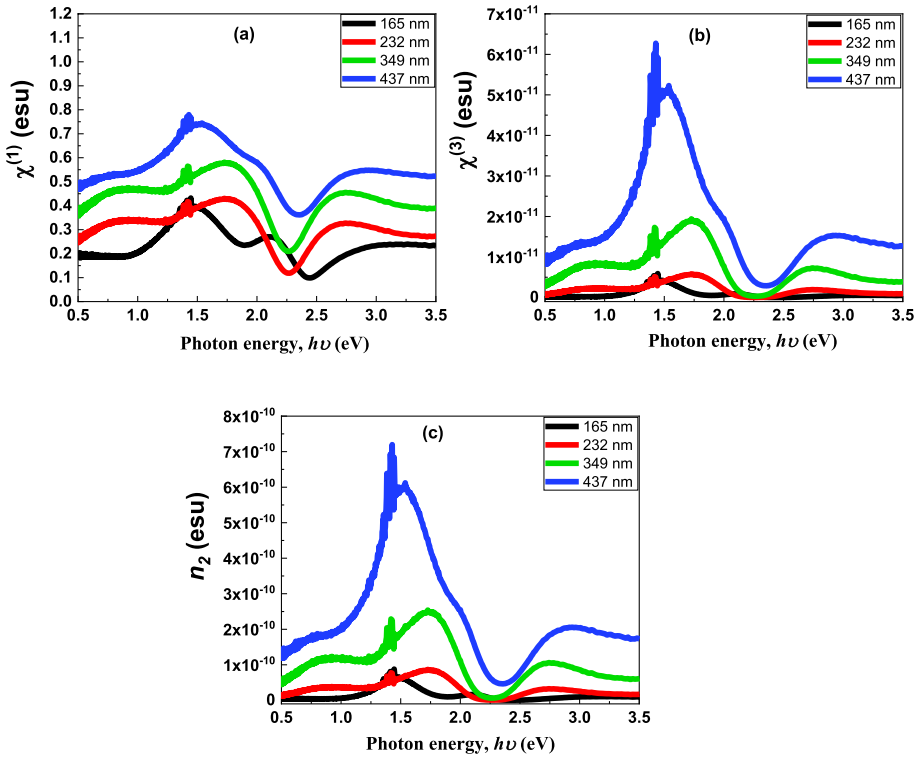 (a)
165 nm
232 nm
349 nm
437 nm
χ(1) (esu)
1.2
1.1
1.0
0.9
0.8
0.7
0.6
0.5
0.4
0.3
0.2
0.1
0.0
0.5 1.0 1.5 2.0 2.5 3.0 3.5
Photon energy, hυ (eV)
(b)
165 nm
232 nm
349 nm
437 nm
χ(3) (esu)
7x10-11
6x10-11
5x10-11
4x10-11
3x10-11
2x10-11
1x10-11
0
0.5 1.0 1.5 2.0 2.5 3.0 3.5
Photon energy, hυ (eV)
(c)
165 nm
232 nm
349 nm
437 nm
n2 (esu)
8x10-10
7x10-10
6x10-10
5x10-10
4x10-10
3x10-10
2x10-10
1x10-10
0
0.5 1.0 1.5 2.0 2.5 3.0 3.5
Photon energy, hυ (eV)